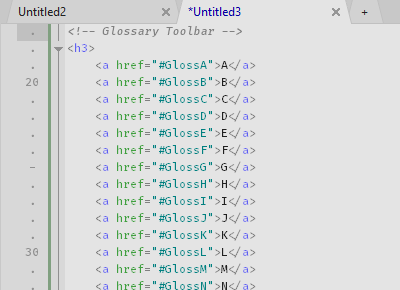 Untitled2 × *Untitled3 × +
. <!-- Glossary Toolbar -->
. <h3>
. <a href="#GlossA">A</a>
20 <a href="#GlossB">B</a>
. <a href="#GlossC">C</a>
. <a href="#GlossD">D</a>
. <a href="#GlossE">E</a>
. <a href="#GlossF">F</a>
- <a href="#GlossG">G</a>
. <a href="#GlossH">H</a>
. <a href="#GlossI">I</a>
. <a href="#GlossJ">J</a>
. <a href="#GlossK">K</a>
30 <a href="#GlossL">L</a>
. <a href="#GlossM">M</a>
. <a href="#GlossN">N</a>